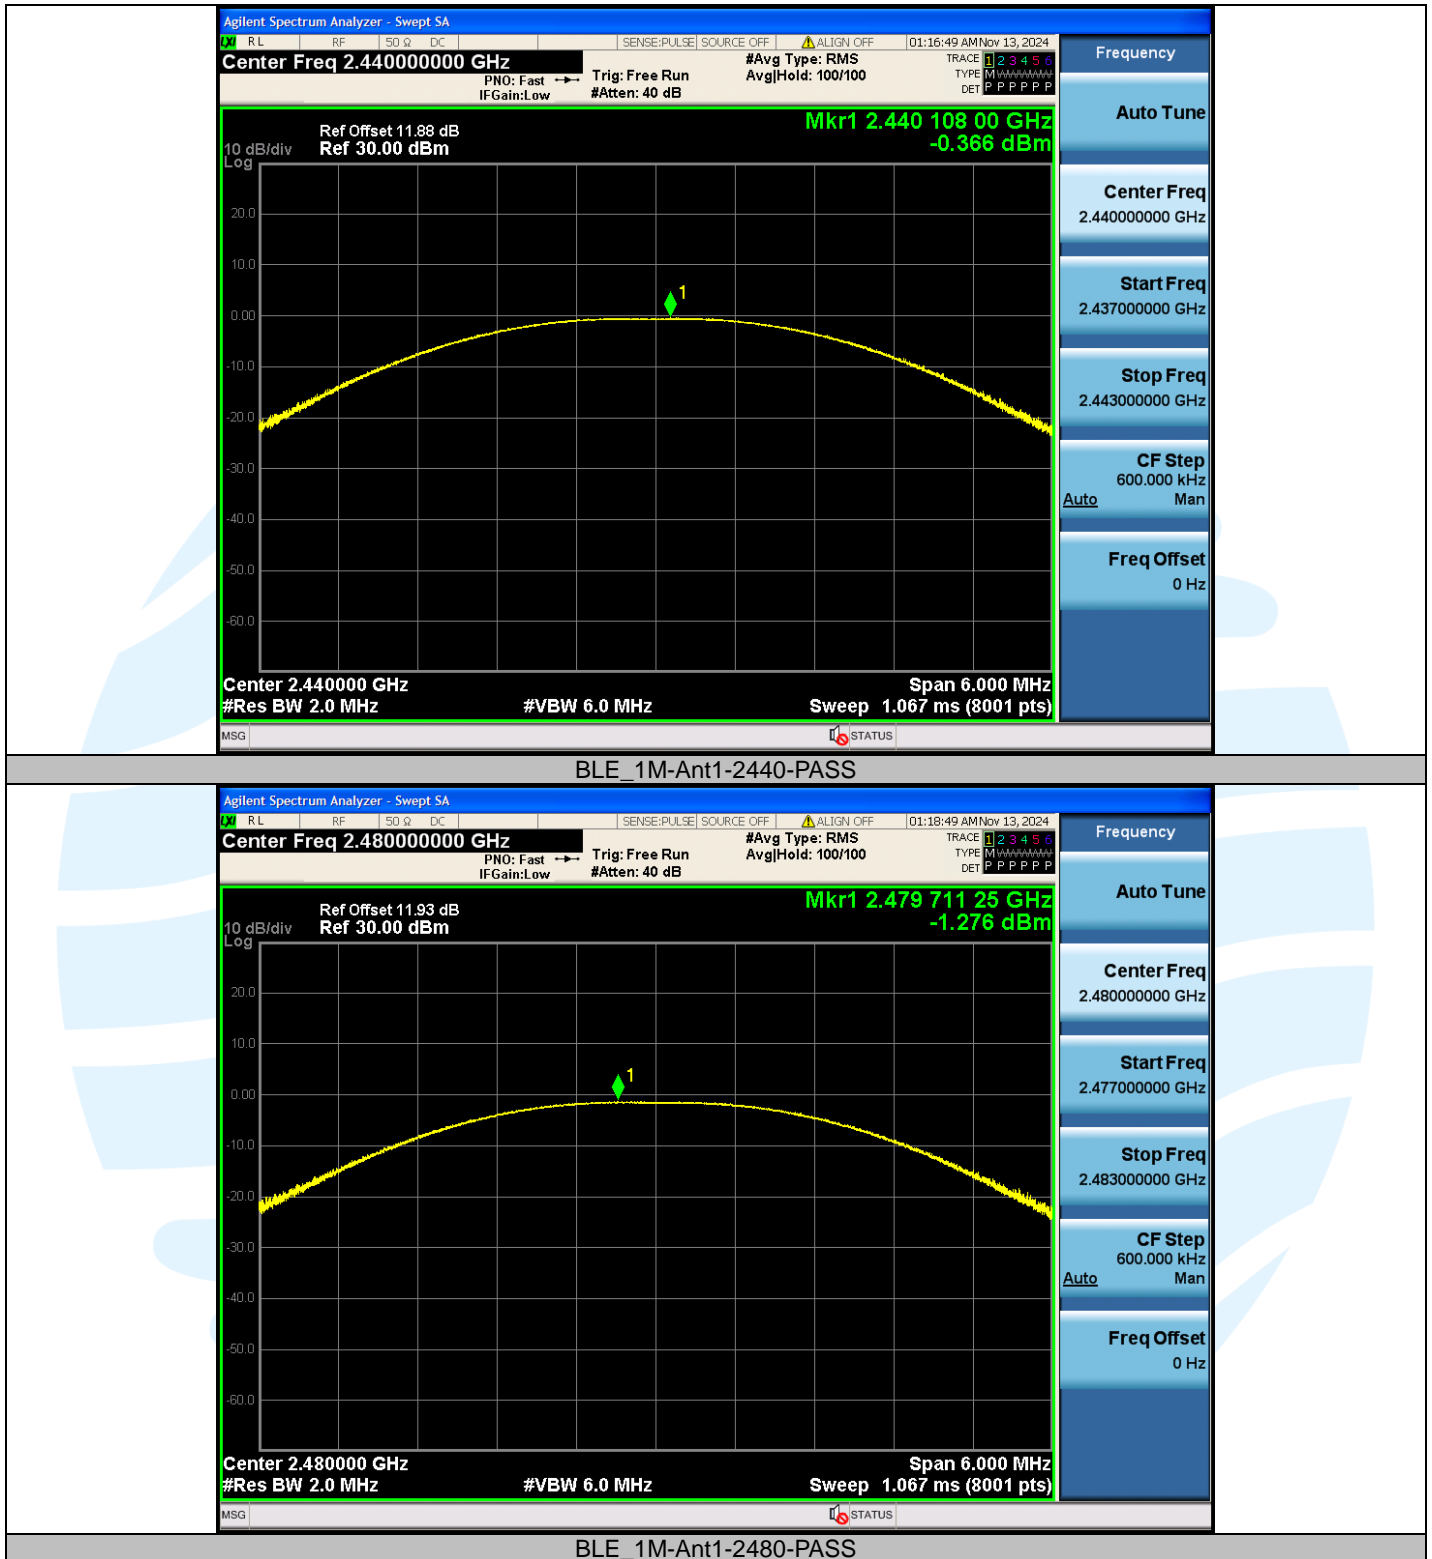 Agilent Spectrum Analyzer - Swept SA
LXI RL RF 50 Ω DC SENSE:PULSE SOURCE OFF ALIGN OFF 01:16:49 AM Nov 13, 2024
Center Freq 2.440000000 GHz
#Avg Type: RMS
TRACE 1 2 3 4 5 6
PNO: Fast Trig: Free Run Avg|Hold: 100/100
TYPE M WWWWW
IFGain:Low #Atten: 40 dB
DET P P P P P P
Mkr1 2.440 108 00 GHz
-0.366 dBm
Ref Offset 11.88 dB
10 dB/div Ref 30.00 dBm
Log
1
20.0
10.0
0.00
-10.0
-20.0
-30.0
-40.0
-50.0
-60.0
Center 2.440000 GHz Span 6.000 MHz
#Res BW 2.0 MHz #VBW 6.0 MHz Sweep 1.067 ms (8001 pts)
MSG STATUS
Frequency
Auto Tune
Center Freq
2.440000000 GHz
Start Freq
2.437000000 GHz
Stop Freq
2.443000000 GHz
CF Step
600.000 kHz
Auto Man
Freq Offset
0 Hz
BLE_1M-Ant1-2440-PASS
Agilent Spectrum Analyzer - Swept SA
LXI RL RF 50 Ω DC SENSE:PULSE SOURCE OFF ALIGN OFF 01:18:49 AM Nov 13, 2024
Center Freq 2.480000000 GHz
#Avg Type: RMS
TRACE 1 2 3 4 5 6
PNO: Fast Trig: Free Run Avg|Hold: 100/100
TYPE M WWWWW
IFGain:Low #Atten: 40 dB
DET P P P P P P
Mkr1 2.479 711 25 GHz
-1.276 dBm
Ref Offset 11.93 dB
10 dB/div Ref 30.00 dBm
Log
1
20.0
10.0
0.00
-10.0
-20.0
-30.0
-40.0
-50.0
-60.0
Center 2.480000 GHz Span 6.000 MHz
#Res BW 2.0 MHz #VBW 6.0 MHz Sweep 1.067 ms (8001 pts)
MSG STATUS
Frequency
Auto Tune
Center Freq
2.480000000 GHz
Start Freq
2.477000000 GHz
Stop Freq
2.483000000 GHz
CF Step
600.000 kHz
Auto Man
Freq Offset
0 Hz
BLE_1M-Ant1-2480-PASS